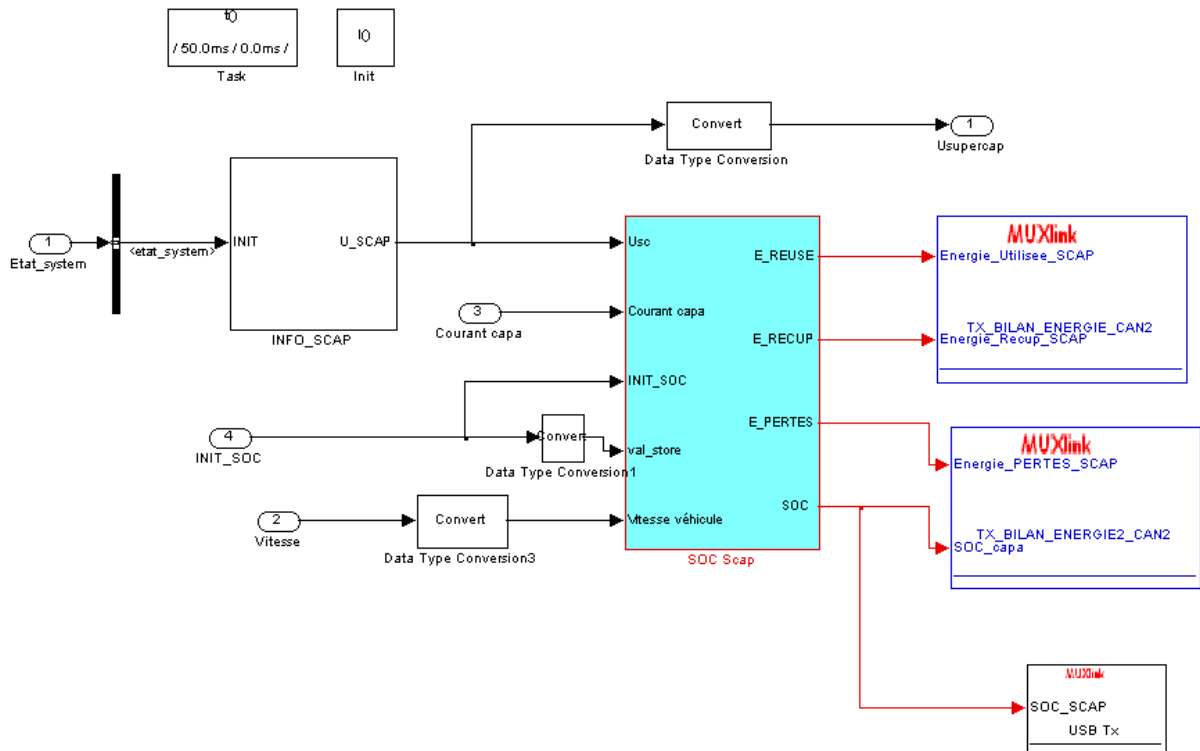 f()
/ 50.0ms / 0.0ms /
Task
I()
Init
Convert
Data Type Conversion
1
Usupercap
1
Etat_system
<etat_system>
INIT
U_SCAP
INFO_SCAP
3
Courant capa
4
INIT_SOC
Convert
Data Type Conversion1
2
Vitesse
Convert
Data Type Conversion3
Usc
Courant capa
INIT_SOC
val_store
Vitesse véhicule
E_REUSE
E_RECUP
E_PERTES
SOC
SOC Scap
MUXlink
Energie_Utilisee_SCAP
TX_BILAN_ENERGIE_CAN2
Energie_Recup_SCAP
MUXlink
Energie_PERTES_SCAP
TX_BILAN_ENERGIE2_CAN2
SOC_capa
MUXlink
SOC_SCAP
USB Tx